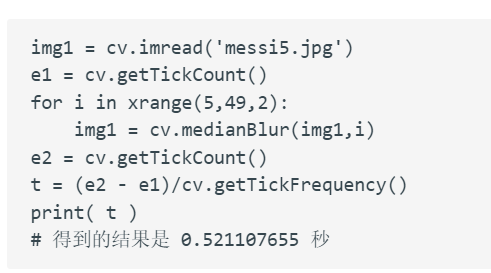 img1 = cv.imread('messi5.jpg')
e1 = cv.getTickCount()
for i in xrange(5,49,2):
    img1 = cv.medianBlur(img1,i)
e2 = cv.getTickCount()
t = (e2 - e1)/cv.getTickFrequency()
print( t )
# 得到的结果是 0.521107655 秒